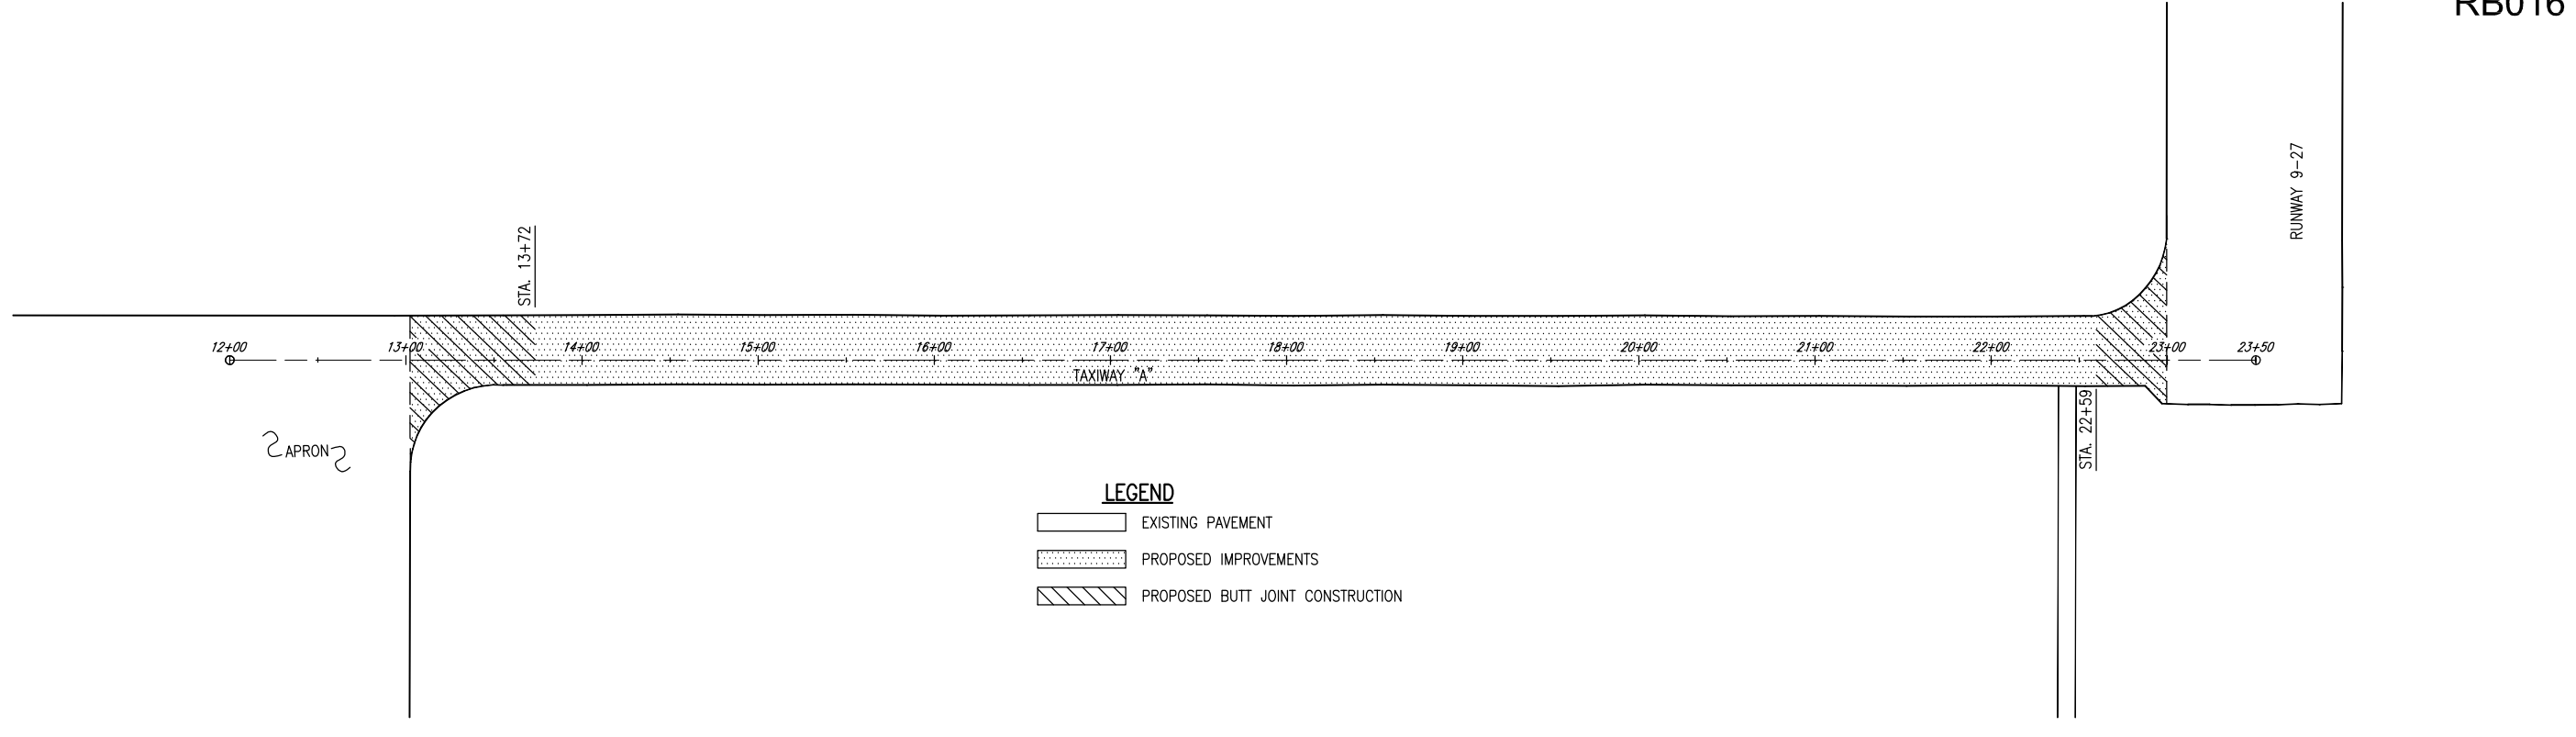 RB016
RUNWAY 9-27
STA. 13+72
12+00
13+00
14+00
15+00
16+00
17+00
18+00
19+00
20+00
21+00
22+00
23+00
23+50
TAXIWAY "A"
STA. 22+59
APRON
LEGEND
EXISTING PAVEMENT
PROPOSED IMPROVEMENTS
PROPOSED BUTT JOINT CONSTRUCTION